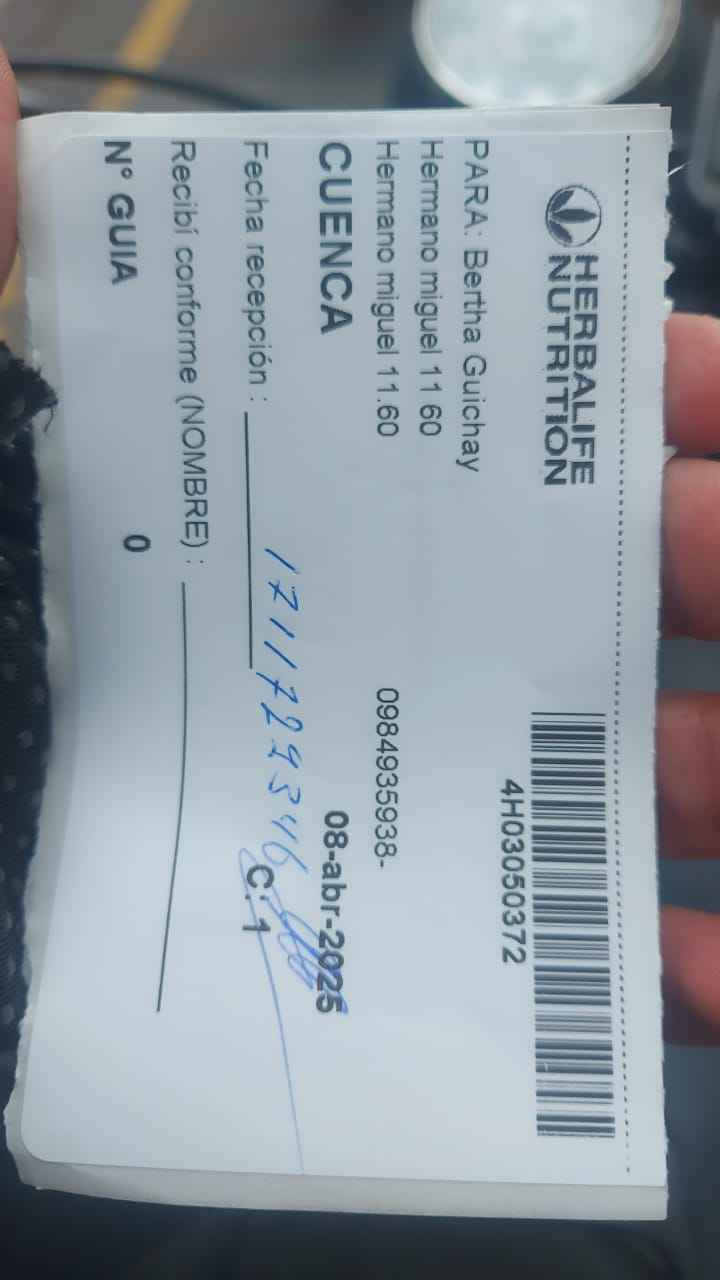 HERBALIFE
NUTRITION
4H03050372
PARA: Bertha Guichay
Hermano miguel 11 60
Hermano miguel 11.60 0984935938-
CUENCA 08-abr-2025
Fecha recepción : C: 1
1711729346
Recibí conforme (NOMBRE) :
N° GUIA 0